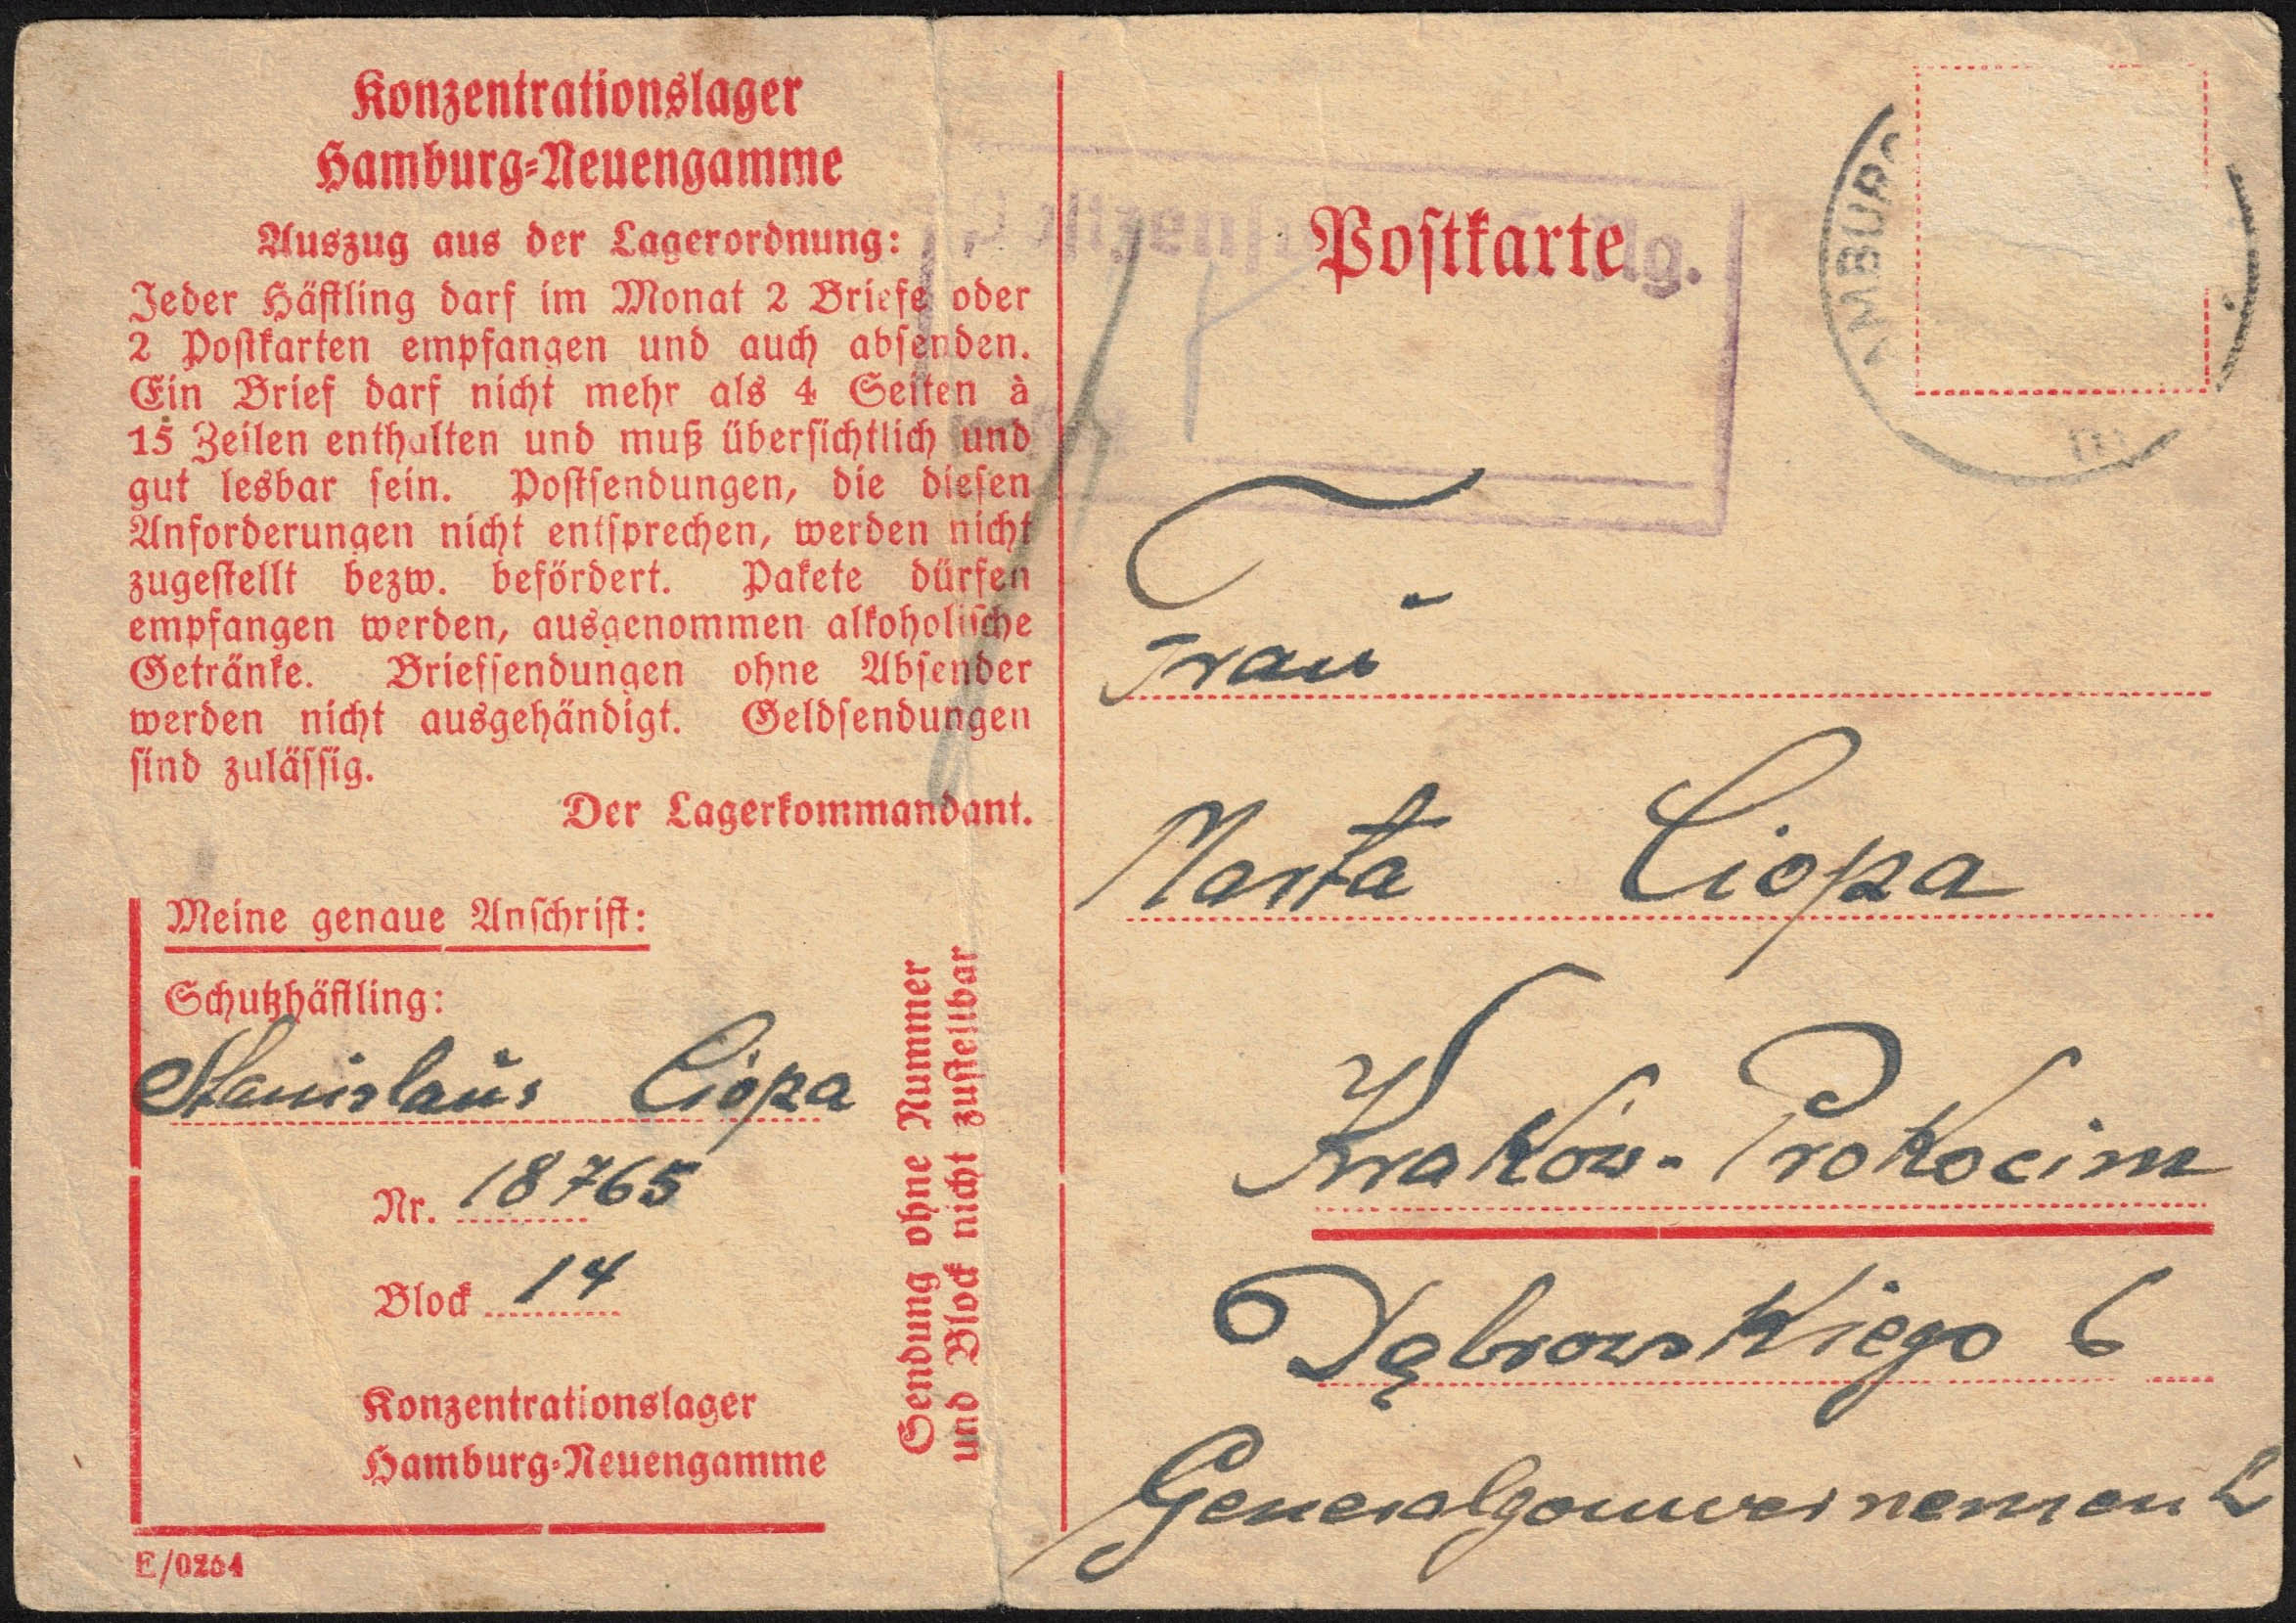 Konzentrationslager
Hamburg-Neuengamme
Auszug aus der Lagerordnung:
Jeder Häftling darf im Monat 2 Briefe oder
2 Postkarten empfangen und auch absenden.
Ein Brief darf nicht mehr als 4 Seiten à
15 Zeilen enthalten und muß übersichtlich und
gut lesbar sein. Postsendungen, die diesen
Anforderungen nicht entsprechen, werden nicht
zugestellt bezw. befördert. Pakete dürfen
empfangen werden, ausgenommen alkoholische
Getränke. Briefsendungen ohne Absender
werden nicht ausgehändigt. Geldsendungen
sind zulässig.
Der Lagerkommandant.
Meine genaue Anschrift:
Schutzhäftling:
Stanislaus Ciopa
Nr. 18765
Block 14
Konzentrationslager
Hamburg-Neuengamme
E/0264
Sendung ohne Nummer
und Block nicht zustellbar
Postkarte
Frau
Marta Ciopa
Kraków-Prokocim
Dąbrowskiego 6
Generalgouvernement